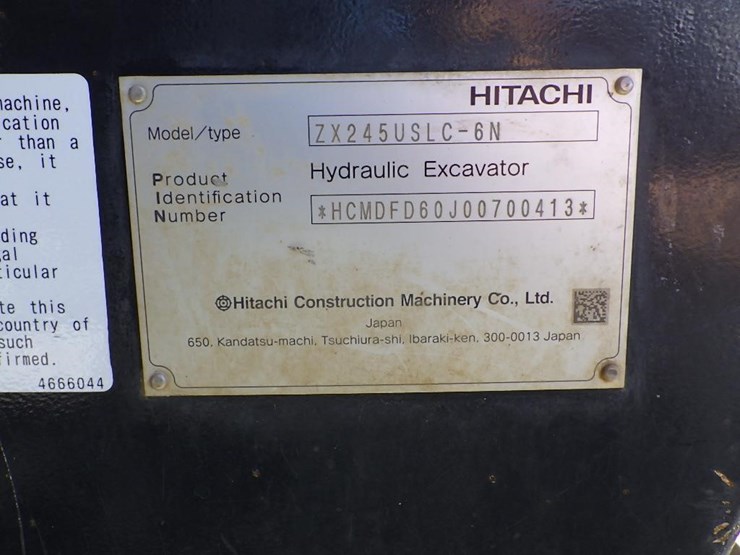 achine,
cation
than a
se, it
at it
ding
al
ticular
te this
country of
such
firmed.
4666044
HITACHI
Model/type ZX245USLC-6N
Hydraulic Excavator
Product
Identification
Number *HCMDFD60J00700413*
Hitachi Construction Machinery Co., Ltd.
Japan
650, Kandatsu-machi, Tsuchiura-shi, Ibaraki-ken, 300-0013 Japan